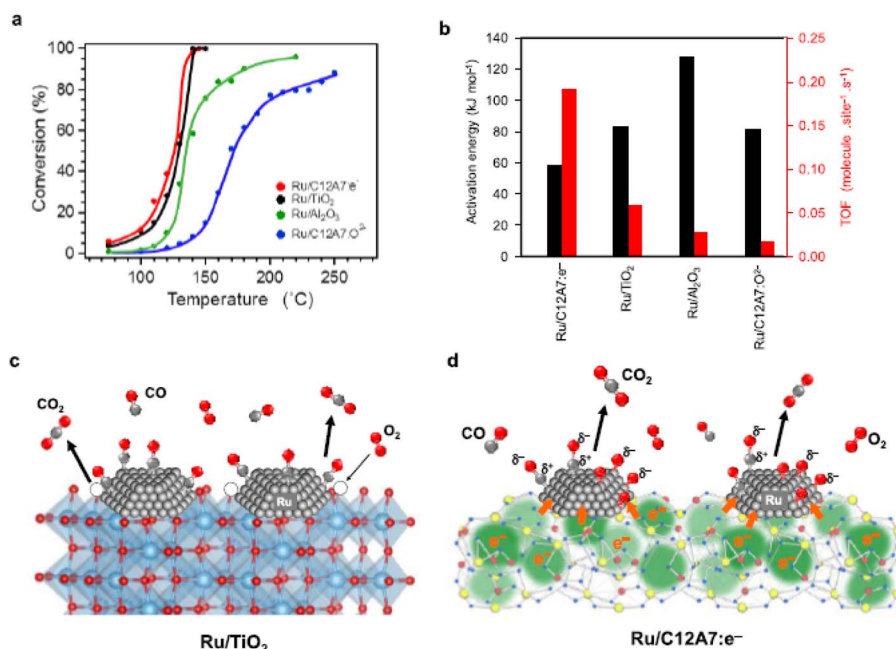 a
100
80
60
40
20
0
Conversion (%)
Ru/C12A7:e⁻
Ru/TiO₂
Ru/Al₂O₃
Ru/C12A7:O²⁻
100 150 200 250
Temperature (˚C)
b
140 0.25
120 0.20
100
80 0.15
60 0.10
40
20 0.05
0 0.00
Activation energy (kJ mol⁻¹)
TOF (molecule .site⁻¹ .s⁻¹)
Ru/C12A7:e⁻
Ru/TiO₂
Ru/Al₂O₃
Ru/C12A7:O²⁻
c
CO₂
CO
O₂
Ru
Ru/TiO₂
d
CO₂
CO
O₂
δ⁻ δ⁻ δ⁻
δ⁻ δ⁺ δ⁺ δ⁻ δ⁺ δ⁻
Ru
e⁻ e⁻ e⁻ e⁻ e⁻ e⁻ e⁻
Ru/C12A7:e⁻